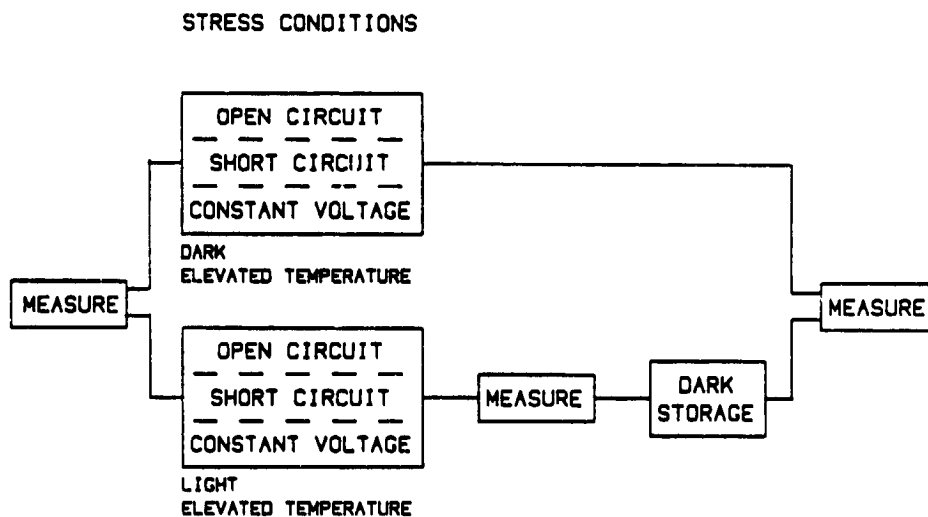 STRESS CONDITIONS
OPEN CIRCUIT
SHORT CIRCUIT
CONSTANT VOLTAGE
DARK
ELEVATED TEMPERATURE
MEASURE
MEASURE
OPEN CIRCUIT
SHORT CIRCUIT
CONSTANT VOLTAGE
LIGHT
ELEVATED TEMPERATURE
MEASURE
DARK
STORAGE